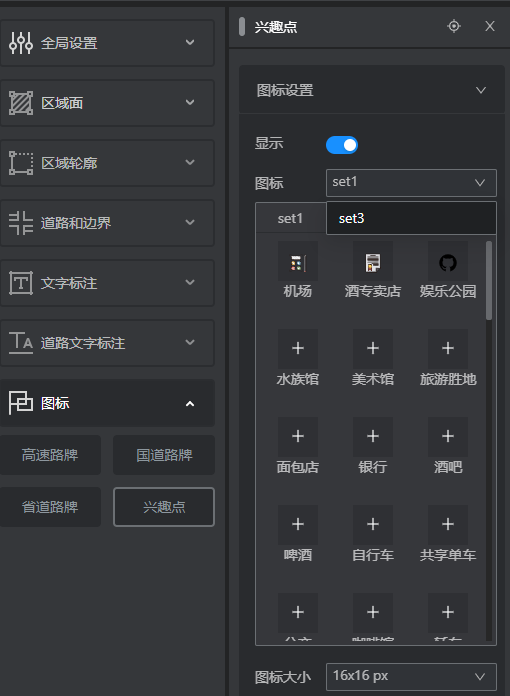 全局设置
区域面
区域轮廓
道路和边界
文字标注
道路文字标注
图标
高速路牌
国道路牌
省道路牌
兴趣点
兴趣点
图标设置
显示
图标
set1
set1
set3
机场
酒专卖店
娱乐公园
水族馆
美术馆
旅游胜地
面包店
银行
酒吧
啤酒
自行车
共享单车
咖啡馆
图标大小
16x16 px